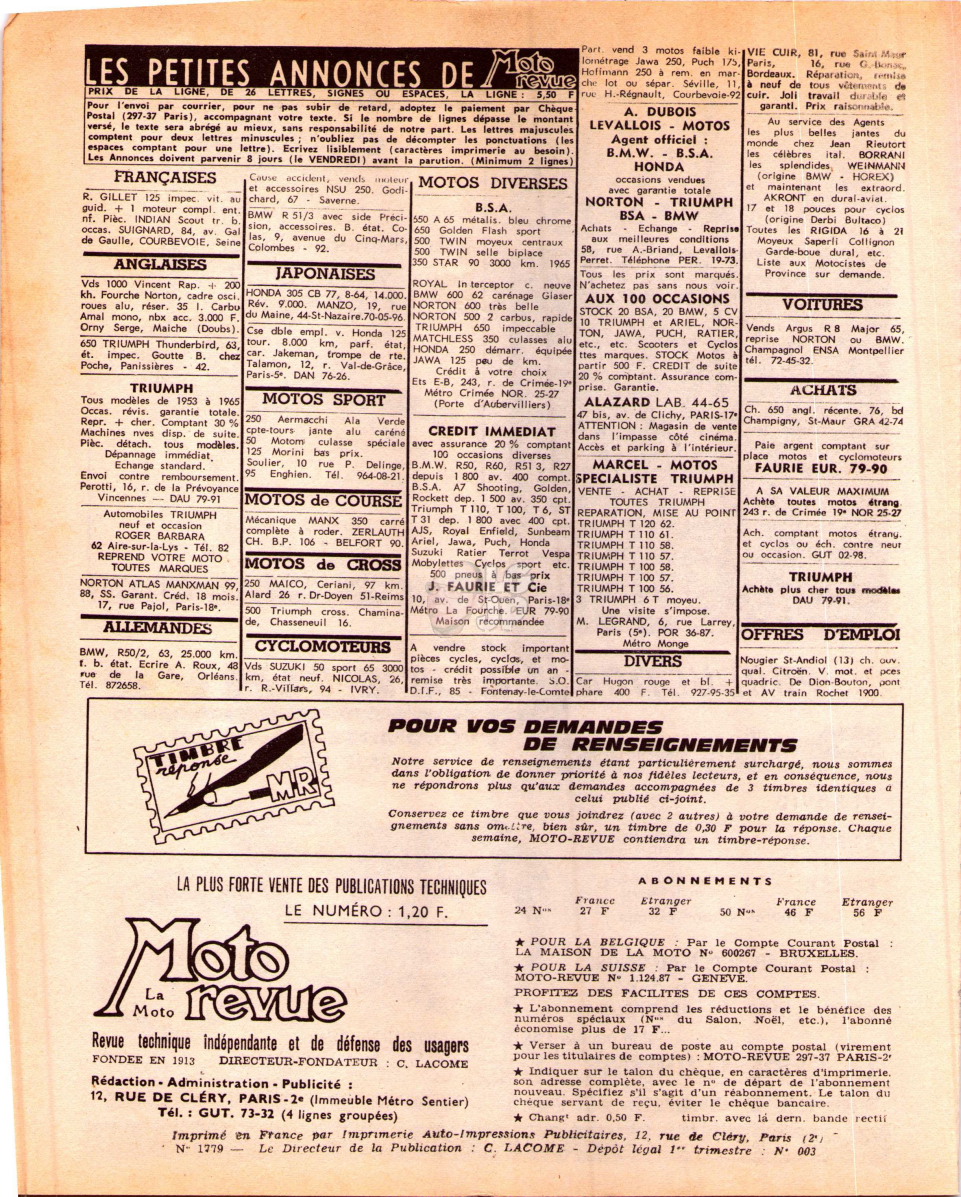 LES PETITES ANNONCES DE Moto revue
PRIX DE LA LIGNE, DE 26 LETTRES, SIGNES OU ESPACES, LA LIGNE : 5,50 F
Pour l'envoi par courrier, pour ne pas subir de retard, adoptez le paiement par Chèque
Postal (297-37 Paris), accompagnant votre texte. Si le nombre de lignes dépasse le montant
versé, le texte sera abrégé au mieux, sans responsabilité de notre part. Les lettres majuscules
comptent pour deux lettres minuscules ; n'oubliez pas de décompter les ponctuations (les
espaces comptant pour une lettre). Ecrivez lisiblement (caractères imprimerie au besoin).
Les Annonces doivent parvenir 8 jours (le VENDREDI) avant la parution. (Minimum 2 lignes)
FRANÇAISES
R. GILLET 125 impec. vit. au
guid. + 1 moteur compl. ent.
nf. Pièc. INDIAN Scout tr. b.
occas. SUIGNARD, 84, av. Gal
de Gaulle, COURBEVOIE, Seine
ANGLAISES
Vds 1000 Vincent Rap. + 200
kh. Fourche Norton, cadre osci.
roues alu, réser. 35 l. Carbu
Amal mono, nbx acc. 3.000 F.
Orny Serge, Maiche (Doubs).
650 TRIUMPH Thunderbird, 63,
ét. impec. Goutte B. chez
Poche, Panissières - 42.
TRIUMPH
Tous modèles de 1953 à 1965
Occas. révis. garantie totale.
Repr. + cher. Comptant 30 %
Machines nves disp. de suite.
Pièc. détach. tous modèles.
Dépannage immédiat.
Echange standard.
Envoi contre remboursement.
Perotti, 16, r. de la Prévoyance
Vincennes — DAU 79-91
Automobiles TRIUMPH
neuf et occasion
ROGER BARBARA
62 Aire-sur-la-Lys - Tél. 82
REPREND VOTRE MOTO
TOUTES MARQUES
NORTON ATLAS MANXMAN 99,
88, SS. Garant. Créd. 18 mois.
17, rue Pajol, Paris-18e.
ALLEMANDES
BMW, R50/2, 63, 25.000 km.
t. b. état. Ecrire A. Roux, 48
rue de la Gare, Orléans.
Tél. 872658.
Cause accident, vends moteur
et accessoires NSU 250. Godi-
chard, 67 - Saverne.
BMW R 51/3 avec side Préci-
sion, accessoires. B. état. Co-
las, 9, avenue du Cinq-Mars,
Colombes - 92.
JAPONAISES
HONDA 305 CB 77, 8-64, 14.000.
Rév. 9.000. MANZO, 19, rue
du Maine, 44-St-Nazaire.70-05-96.
Cse dble empl. v. Honda 125
tour. 8.000 km, parf. état,
car. Jakeman, trompe de rte.
Talamon, 12, r. Val-de-Grâce,
Paris-5e. DAN 76-26.
MOTOS SPORT
250 Aermacchi Ala Verde
cpte-tours jante alu caréné
50 Motom culasse spéciale
125 Morini bas prix.
Soulier, 10 rue P. Delinge,
95 Enghien. Tél. 964-08-21.
MOTOS de COURSE
Mécanique MANX 350 carré
complète à roder. ZERLAUTH
CH. B.P. 106 - BELFORT 90.
MOTOS de CROSS
250 MAICO, Ceriani, 97 km.
Alard 26 r. Dr-Doyen 51-Reims
500 Triumph cross. Chamina-
de, Chasseneuil 16.
CYCLOMOTEURS
Vds SUZUKI 50 sport 65 3000
km, état neuf. NICOLAS, 26,
r. R.-Villars, 94 - IVRY.
MOTOS DIVERSES
B.S.A.
650 A 65 métalis. bleu chrome
650 Golden Flash sport
500 TWIN moyeux centraux
500 TWIN selle biplace
350 STAR 90 3000 km. 1965
ROYAL In terceptor c. neuve
BMW 600 62 carénage Glaser
NORTON 600 très belle
NORTON 500 2 carbus, rapide
TRIUMPH 650 impeccable
MATCHLESS 350 culasses alu
HONDA 250 démarr. équipée
JAWA 125 peu de km.
Crédit à votre choix
Ets E-B, 243, r. de Crimée-19e
Métro Crimée NOR. 25-27
(Porte d'Aubervilliers)
CREDIT IMMEDIAT
avec assurance 20 % comptant
100 occasions diverses
B.M.W. R50, R60, R51 3, R27
depuis 1 800 av. 400 compt.
B.S.A. A7 Shooting, Golden,
Rockett dep. 1 500 av. 350 cpt.
Triumph T 110, T 100, T 6, ST
T 31 dep. 1 800 avec 400 cpt.
AJS, Royal Enfield, Sunbeam
Ariel, Jawa, Puch, Honda
Suzuki Ratier Terrot Vespa
Mobylettes Cyclos sport etc.
500 pneus à bas prix
J. FAURIE ET Cie
10, av. de St-Ouen, Paris-18e
Métro La Fourche. EUR 79-90
Maison recommandee
A vendre stock important
pièces cycles, cyclos, et mo-
tos - crédit possible un an -
remise très importante. S.O.
D.I.F., 85 - Fontenay-le-Comte
Part. vend 3 motos faible ki-
lométrage Jawa 250, Puch 175,
Hoffmann 250 à rem. en mar-
che lot ou sépar. Séville, 11,
rue H.-Régnault, Courbevoie-92
A. DUBOIS
LEVALLOIS - MOTOS
Agent officiel :
B.M.W. - B.S.A.
HONDA
occasions vendues
avec garantie totale
NORTON - TRIUMPH
BSA - BMW
Achats - Echange - Reprise
aux meilleures conditions
58, rue A.-Briand, Levallois-
Perret. Téléphone PER. 19-73.
Tous les prix sont marqués.
N'achetez pas sans nous voir.
AUX 100 OCCASIONS
STOCK 20 BSA, 20 BMW, 5 CV
10 TRIUMPH et ARIEL, NOR-
TON, JAWA, PUCH, RATIER,
etc., etc. Scooters et Cyclos
ttes marques. STOCK Motos à
partir 500 F. CREDIT de suite
20 % comptant. Assurance com-
prise. Garantie.
ALAZARD LAB. 44-65
47 bis, av. de Clichy, PARIS-17e
ATTENTION : Magasin de vente
dans l'impasse côté cinéma.
Accès et parking à l'intérieur.
MARCEL - MOTOS
SPECIALISTE TRIUMPH
VENTE - ACHAT - REPRISE
TOUTES TRIUMPH
REPARATION, MISE AU POINT
TRIUMPH T 120 62.
TRIUMPH T 110 61.
TRIUMPH T 110 58.
TRIUMPH T 110 57.
TRIUMPH T 100 58.
TRIUMPH T 100 57.
TRIUMPH T 100 56.
3 TRIUMPH 6 T moyeu.
Une visite s'impose.
M. LEGRAND, 6, rue Larrey,
Paris (5e). POR 36-87.
Métro Monge
DIVERS
Car Hugon rouge et bl. +
phare 400 F. Tél. 927-95-35
VIE CUIR, 81, rue Saint-Maur
Paris, 16, rue G.-Bonac,
Bordeaux. Réparation, remise
à neuf de tous vêtements de
cuir. Joli travail durable et
garanti. Prix raisonnable.
Au service des Agents
les plus belles jantes du
monde chez Jean Rieutort
les célèbres ital. BORRANI
les splendides, WEINMANN
(origine BMW - HOREX)
et maintenant les extraord.
AKRONT en dural-aviat.
17 et 18 pouces pour cyclos
(origine Derbi Bultaco)
Toutes les RIGIDA 16 à 21
Moyeux Saperli Collignon
Garde-boue dural, etc.
Liste aux Motocistes de
Province sur demande.
VOITURES
Vends Argus R 8 Major 65,
reprise NORTON ou BMW.
Champagnol ENSA Montpellier
tél. 72-45-32.
ACHATS
Ch. 650 angl. récente. 76, bd
Champigny, St-Maur GRA 42-74
Paie argent comptant sur
place motos et cyclomoteurs
FAURIE EUR. 79-90
A SA VALEUR MAXIMUM
Achète toutes motos étrang.
243 r. de Crimée 19e NOR 25-27
Ach. comptant motos étrang.
et cyclos ou éch. contre neuf
ou occasion. GUT 02-98.
TRIUMPH
Achète plus cher tous modèles
DAU 79-91.
OFFRES D'EMPLOI
Nougier St-Andiol (13) ch. ouv.
qual. Citroën. V. mot. et pces
quadric. De Dion-Bouton, pont
et AV train Rochet 1900.
TIMBRE
réponse
MR
POUR VOS DEMANDES
DE RENSEIGNEMENTS
Notre service de renseignements étant particulièrement surchargé, nous sommes
dans l'obligation de donner priorité à nos fidèles lecteurs, et en conséquence, nous
ne répondrons plus qu'aux demandes accompagnées de 3 timbres identiques a
celui publié ci-joint.
Conservez ce timbre que vous joindrez (avec 2 autres) à votre demande de rensei-
gnements sans omettre, bien sûr, un timbre de 0,30 F pour la réponse. Chaque
semaine, MOTO-REVUE contiendra un timbre-réponse.
LA PLUS FORTE VENTE DES PUBLICATIONS TECHNIQUES
LE NUMÉRO : 1,20 F.
Moto
La Moto revue
Revue technique indépendante et de défense des usagers
FONDEE EN 1913 DIRECTEUR-FONDATEUR : C. LACOME
Rédaction - Administration - Publicité :
12, RUE DE CLÉRY, PARIS-2e (Immeuble Métro Sentier)
Tél. : GUT. 73-32 (4 lignes groupées)
ABONNEMENTS
France Etranger France Etranger
24 Nos 27 F 32 F 50 Nos 46 F 56 F
★ POUR LA BELGIQUE : Par le Compte Courant Postal :
LA MAISON DE LA MOTO No 600267 - BRUXELLES.
★ POUR LA SUISSE : Par le Compte Courant Postal :
MOTO-REVUE No 1.124.87 - GENEVE.
PROFITEZ DES FACILITES DE CES COMPTES.
★ L'abonnement comprend les réductions et le bénéfice des
numéros spéciaux (Nos du Salon, Noël, etc.), l'abonné
économise plus de 17 F...
★ Verser à un bureau de poste au compte postal (virement
pour les titulaires de comptes) : MOTO-REVUE 297-37 PARIS-2e
★ Indiquer sur le talon du chèque, en caractères d'imprimerie,
son adresse complète, avec le no de départ de l'abonnement
nouveau. Spécifiez s'il s'agit d'un réabonnement. Le talon du
chèque servant de reçu, éviter le chèque bancaire.
★ Changt adr. 0,50 F. timbr. avec la dern. bande rectif
Imprimé en France par Imprimerie Auto-Impressions Publicitaires, 12, rue de Cléry, Paris (2e)
No 1779 — Le Directeur de la Publication : C. LACOME - Dépôt légal 1er trimestre : No 003